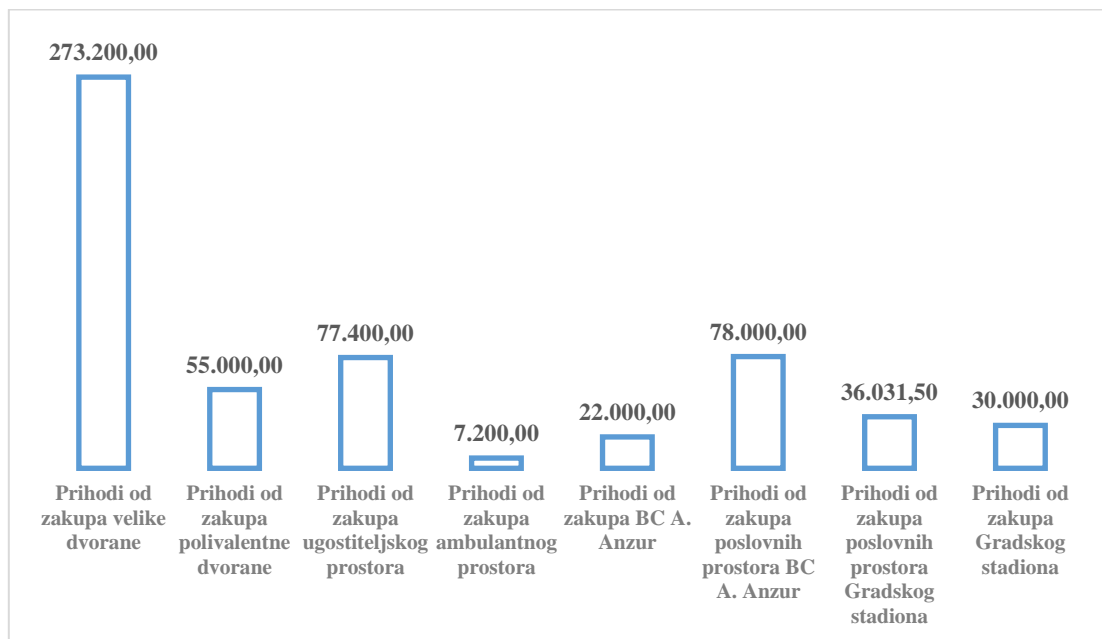 273.200,00
55.000,00
77.400,00
7.200,00
22.000,00
78.000,00
36.031,50
30.000,00
Prihodi od
zakupa velike
dvorane
Prihodi od
zakupa
polivalentne
dvorane
Prihodi od
zakupa
ugostiteljskog
prostora
Prihodi od
zakupa
ambulantnog
prostora
Prihodi od
zakupa BC A.
Anzur
Prihodi od
zakupa
poslovnih
prostora BC
A. Anzur
Prihodi od
zakupa
poslovnih
prostora
Gradskog
stadiona
Prihodi od
zakupa
Gradskog
stadiona